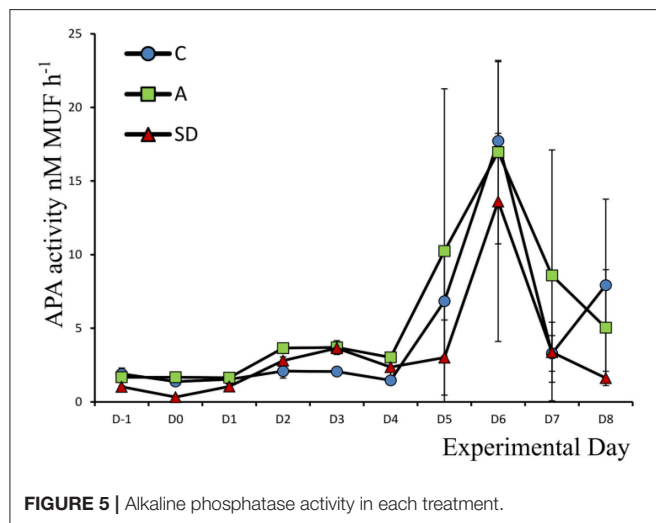 25
20
15
10
5
0
APA activity nM MUF h-1
C
A
SD
D-1 D0 D1 D2 D3 D4 D5 D6 D7 D8
Experimental Day
FIGURE 5 | Alkaline phosphatase activity in each treatment.